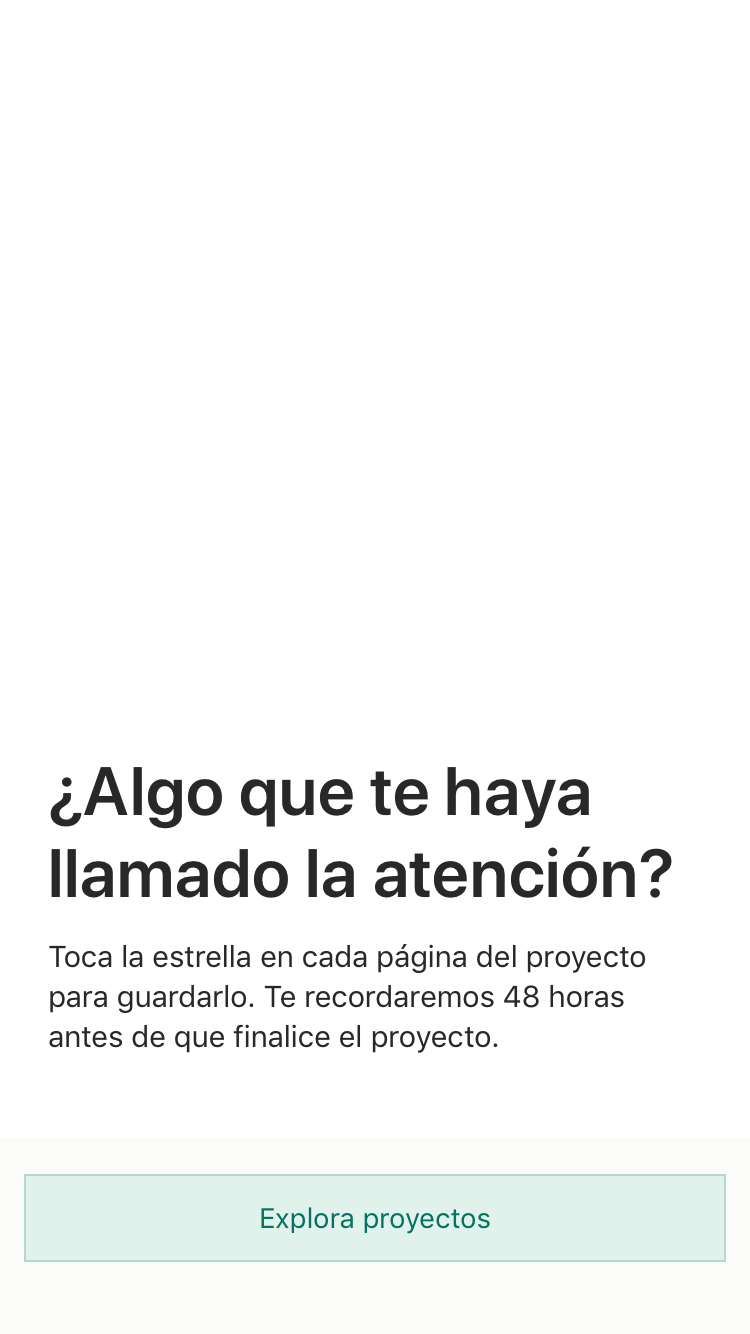 ¿Algo que te haya
llamado la atención?
Toca la estrella en cada página del proyecto
para guardarlo. Te recordaremos 48 horas
antes de que finalice el proyecto.
Explora proyectos